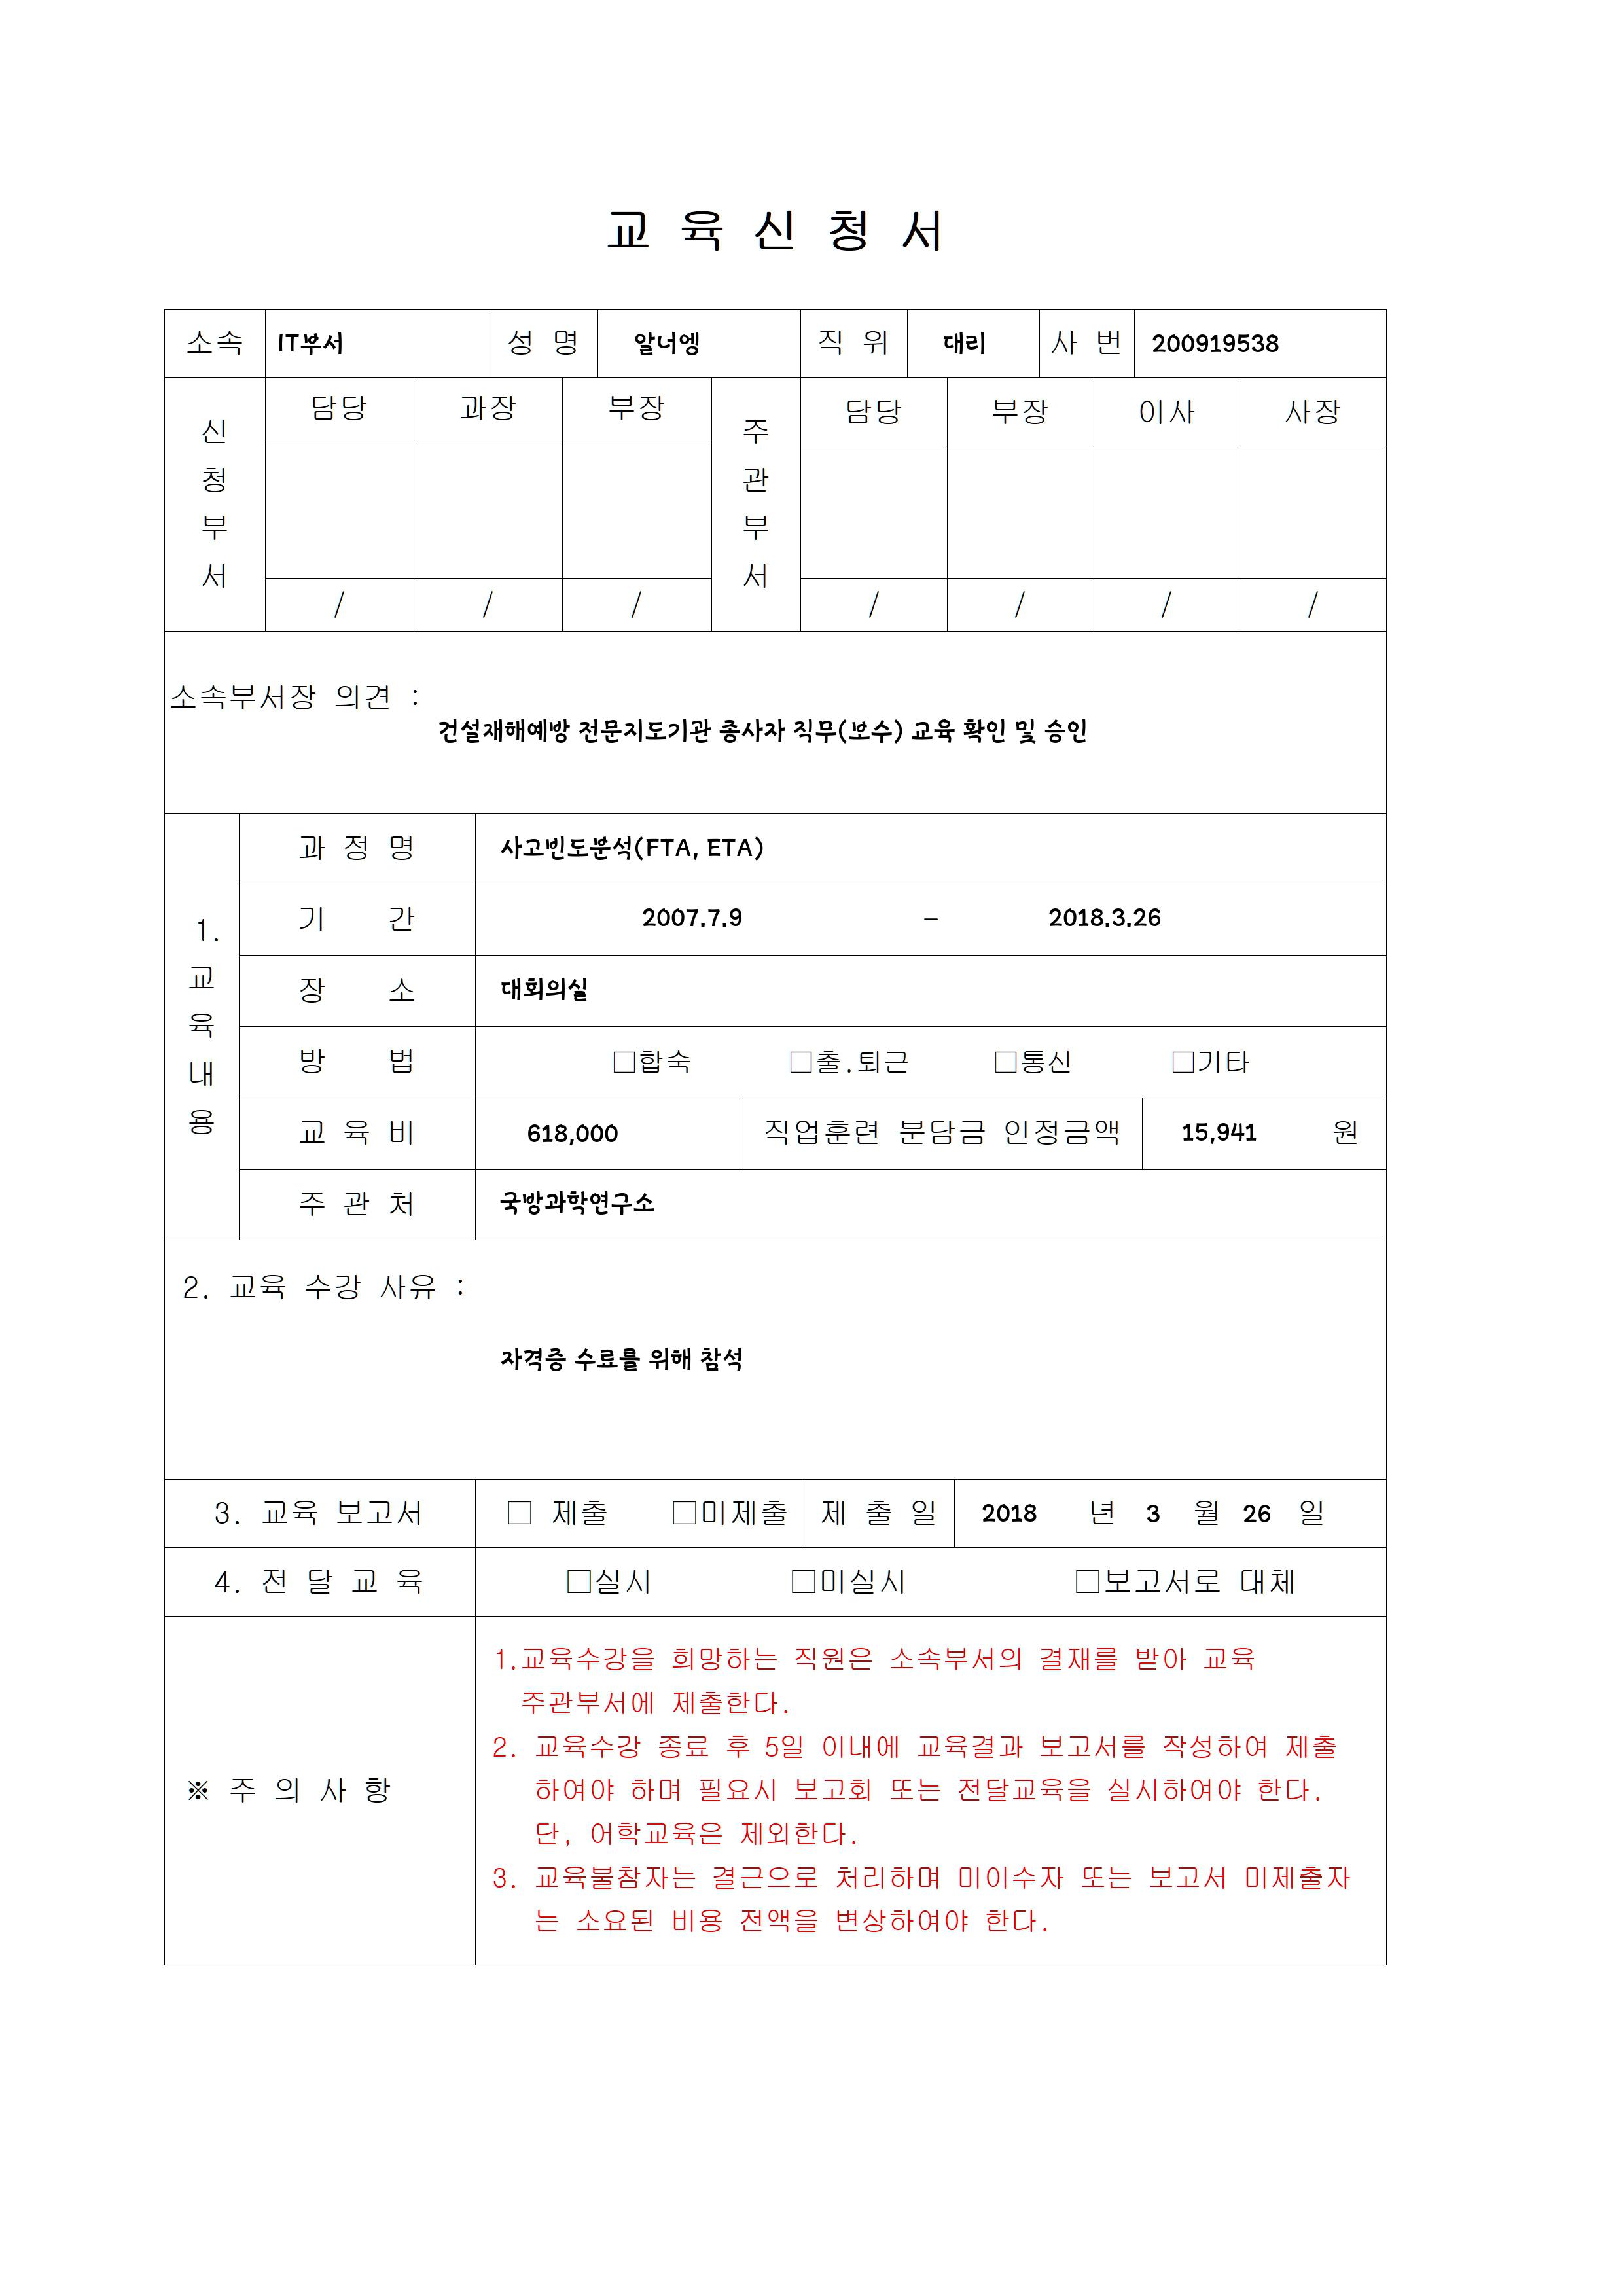 교 육 신 청 서
소속 IT부서 성 명 알너엥 직 위 대리 사 번 200919538
신청부서 담당 과장 부장 주관부서 담당 부장 이사 사장
/ / / / / / /
소속부서장 의견 :
건설재해예방 전문지도기관 종사자 직무(보수) 교육 확인 및 승인
1. 교육내용
과 정 명 사고빈도분석(FTA, ETA)
기 간 2007.7.9 - 2018.3.26
장 소 대회의실
방 법 □합숙 □출.퇴근 □통신 □기타
교 육 비 618,000 직업훈련 분담금 인정금액 15,941 원
주 관 처 국방과학연구소
2. 교육 수강 사유 :
자격증 수료를 위해 참석
3. 교육 보고서 □ 제출 □미제출 제 출 일 2018 년 3 월 26 일
4. 전 달 교 육 □실시 □미실시 □보고서로 대체
※ 주 의 사 항
1.교육수강을 희망하는 직원은 소속부서의 결재를 받아 교육
주관부서에 제출한다.
2. 교육수강 종료 후 5일 이내에 교육결과 보고서를 작성하여 제출
하여야 하며 필요시 보고회 또는 전달교육을 실시하여야 한다.
단, 어학교육은 제외한다.
3. 교육불참자는 결근으로 처리하며 미이수자 또는 보고서 미제출자
는 소요된 비용 전액을 변상하여야 한다.